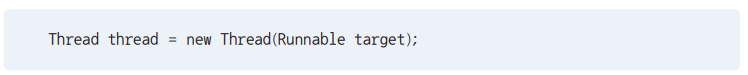 Thread thread = new Thread(Runnable target);